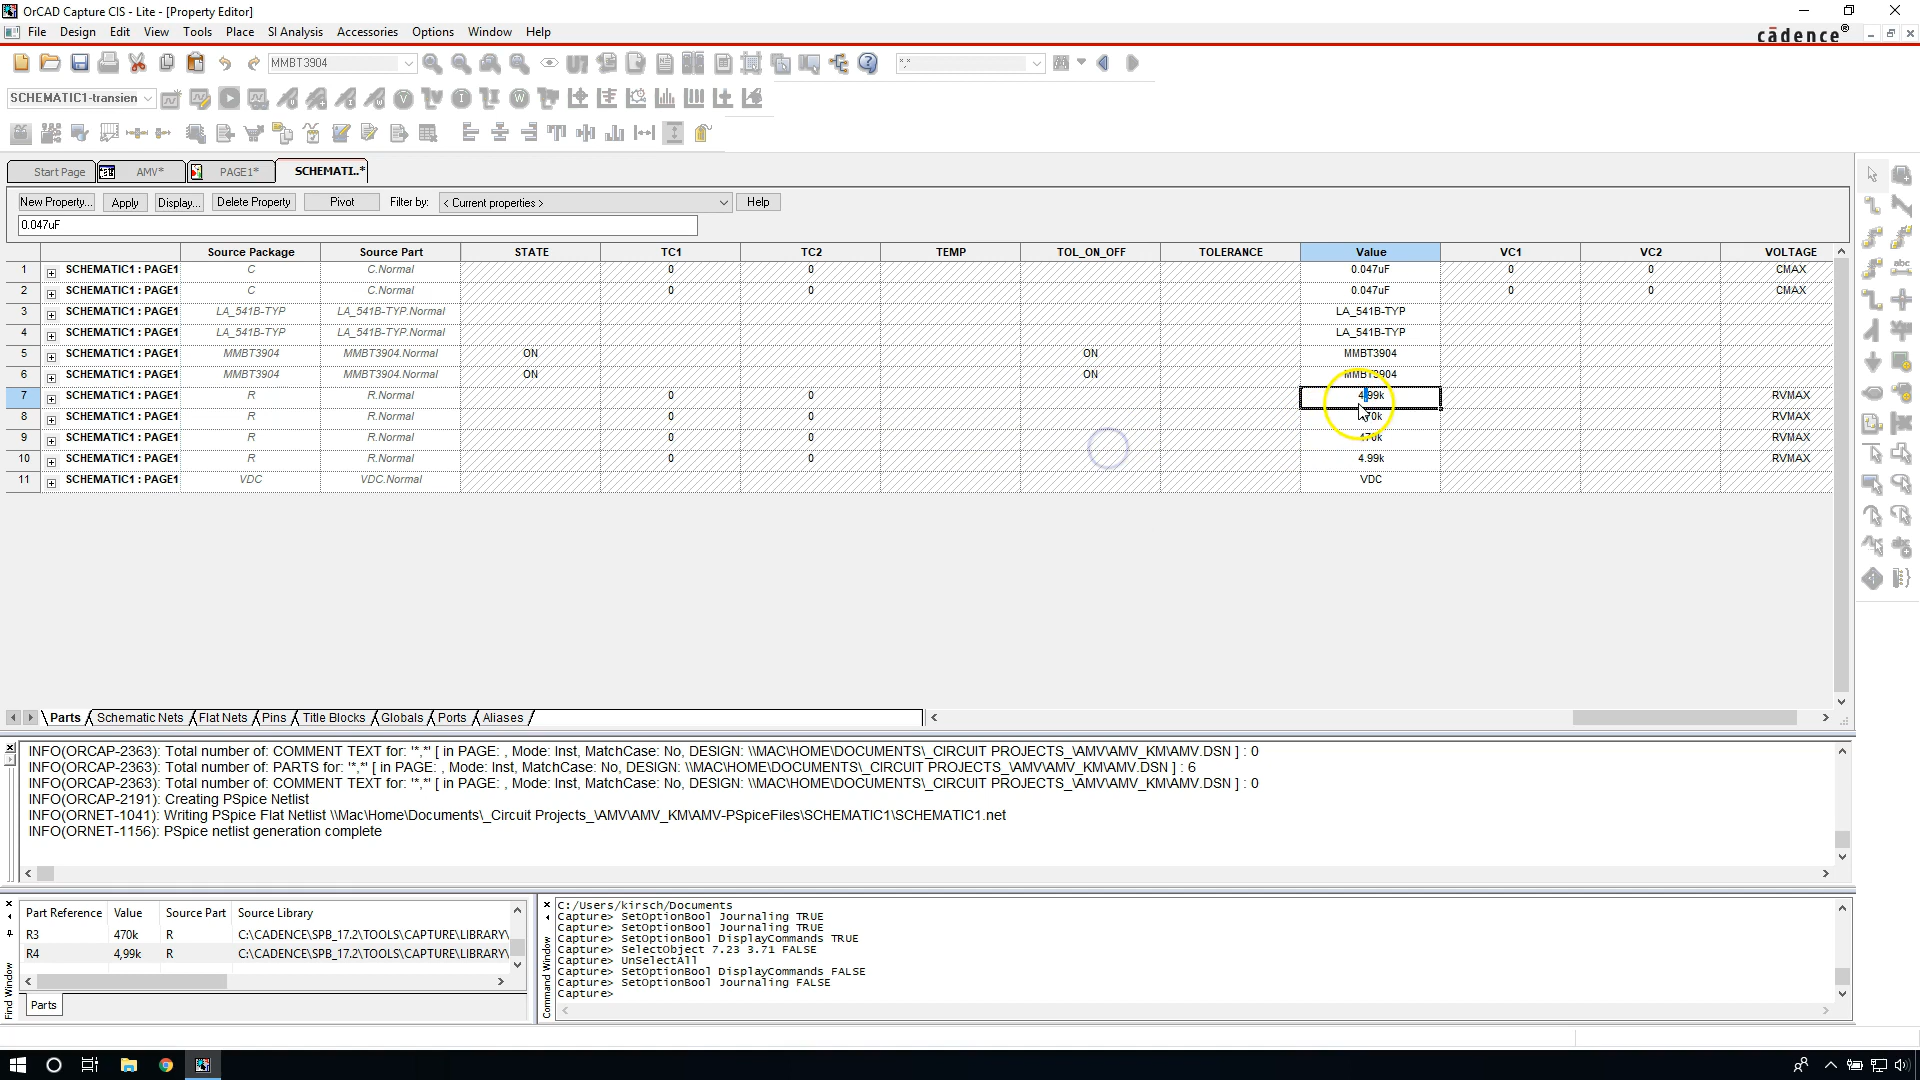 OrCAD Capture CIS - Lite - [Property Editor]
File Design Edit View Tools Place SI Analysis Accessories Options Window Help
cādence®
MMBT3904
SCHEMATIC1-transien
Start Page AMV* PAGE1* SCHEMATI..*
New Property... Apply Display... Delete Property Pivot Filter by: < Current properties > Help
0.047uF
Source Package Source Part STATE TC1 TC2 TEMP TOL_ON_OFF TOLERANCE Value VC1 VC2 VOLTAGE
1 SCHEMATIC1 : PAGE1 C C.Normal 0 0 0.047uF 0 0 CMAX
2 SCHEMATIC1 : PAGE1 C C.Normal 0 0 0.047uF 0 0 CMAX
3 SCHEMATIC1 : PAGE1 LA_541B-TYP LA_541B-TYP.Normal LA_541B-TYP
4 SCHEMATIC1 : PAGE1 LA_541B-TYP LA_541B-TYP.Normal LA_541B-TYP
5 SCHEMATIC1 : PAGE1 MMBT3904 MMBT3904.Normal ON ON MMBT3904
6 SCHEMATIC1 : PAGE1 MMBT3904 MMBT3904.Normal ON ON MMBT3904
7 SCHEMATIC1 : PAGE1 R R.Normal 0 0 RVMAX
8 SCHEMATIC1 : PAGE1 R R.Normal 0 0 RVMAX
9 SCHEMATIC1 : PAGE1 R R.Normal 0 0 470k RVMAX
10 SCHEMATIC1 : PAGE1 R R.Normal 0 0 4.99k RVMAX
11 SCHEMATIC1 : PAGE1 VDC VDC.Normal VDC
Parts Schematic Nets Flat Nets Pins Title Blocks Globals Ports Aliases
INFO(ORCAP-2363): Total number of: COMMENT TEXT for: '*,*' [ in PAGE: , Mode: Inst, MatchCase: No, DESIGN: \\MAC\HOME\DOCUMENTS\_CIRCUIT PROJECTS_\AMV\AMV_KM\AMV.DSN ] : 0
INFO(ORCAP-2363): Total number of: PARTS for: '*,*' [ in PAGE: , Mode: Inst, MatchCase: No, DESIGN: \\MAC\HOME\DOCUMENTS\_CIRCUIT PROJECTS_\AMV\AMV_KM\AMV.DSN ] : 6
INFO(ORCAP-2363): Total number of: COMMENT TEXT for: '*,*' [ in PAGE: , Mode: Inst, MatchCase: No, DESIGN: \\MAC\HOME\DOCUMENTS\_CIRCUIT PROJECTS_\AMV\AMV_KM\AMV.DSN ] : 0
INFO(ORCAP-2191): Creating PSpice Netlist
INFO(ORNET-1041): Writing PSpice Flat Netlist \\Mac\Home\Documents\_Circuit Projects_\AMV\AMV_KM\AMV-PSpiceFiles\SCHEMATIC1\SCHEMATIC1.net
INFO(ORNET-1156): PSpice netlist generation complete
Find Window
Part Reference Value Source Part Source Library
R3 470k R C:\CADENCE\SPB_17.2\TOOLS\CAPTURE\LIBRARY\
R4 4,99k R C:\CADENCE\SPB_17.2\TOOLS\CAPTURE\LIBRARY\
Parts
Command Window
C:/Users/kirsch/Documents
Capture> SetOptionBool Journaling TRUE
Capture> SetOptionBool Journaling TRUE
Capture> SetOptionBool DisplayCommands TRUE
Capture> SelectObject 7.23 3.71 FALSE
Capture> UnSelectAll
Capture> SetOptionBool DisplayCommands FALSE
Capture> SetOptionBool Journaling FALSE
Capture>